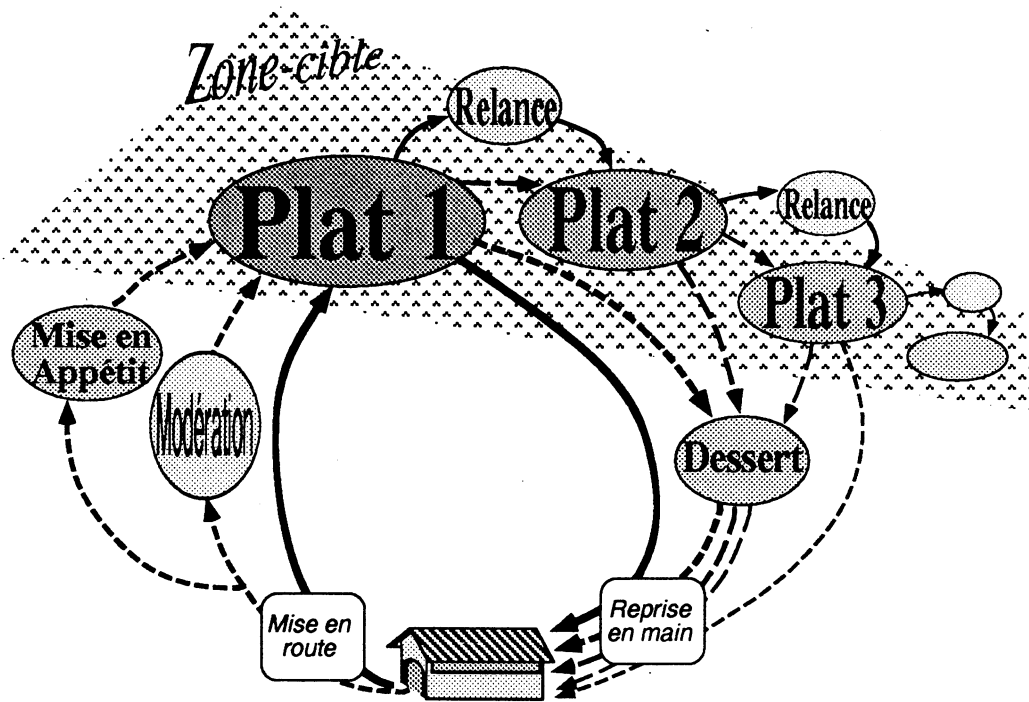 Zone-cible
Relance
Plat 1
Plat 2
Relance
Plat 3
Mise en
Appétit
Modération
Dessert
Mise en
route
Reprise
en main